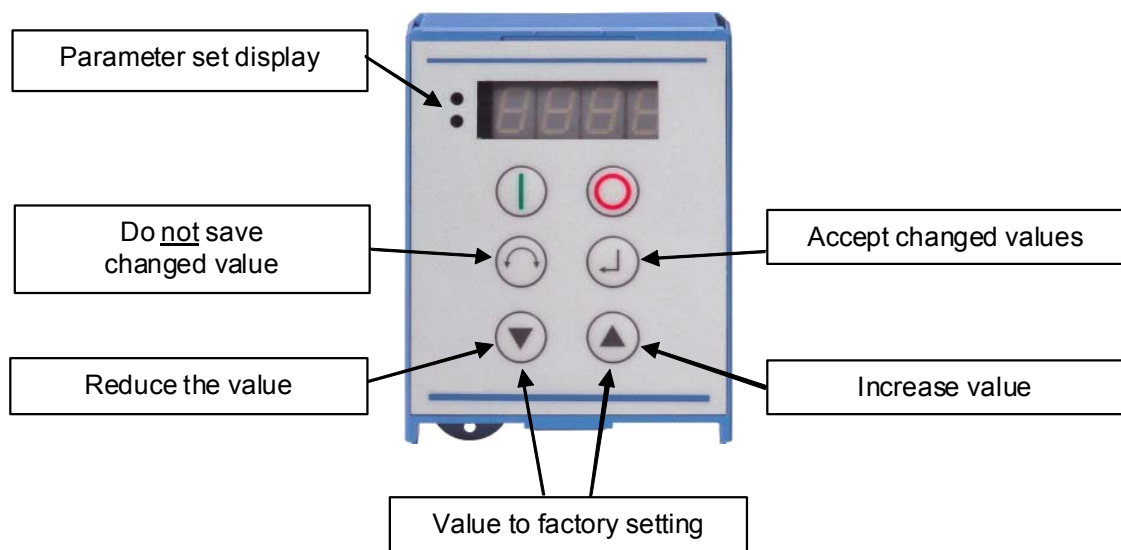 Parameter set display
Do not save
changed value
Accept changed values
Reduce the value
Increase value
Value to factory setting